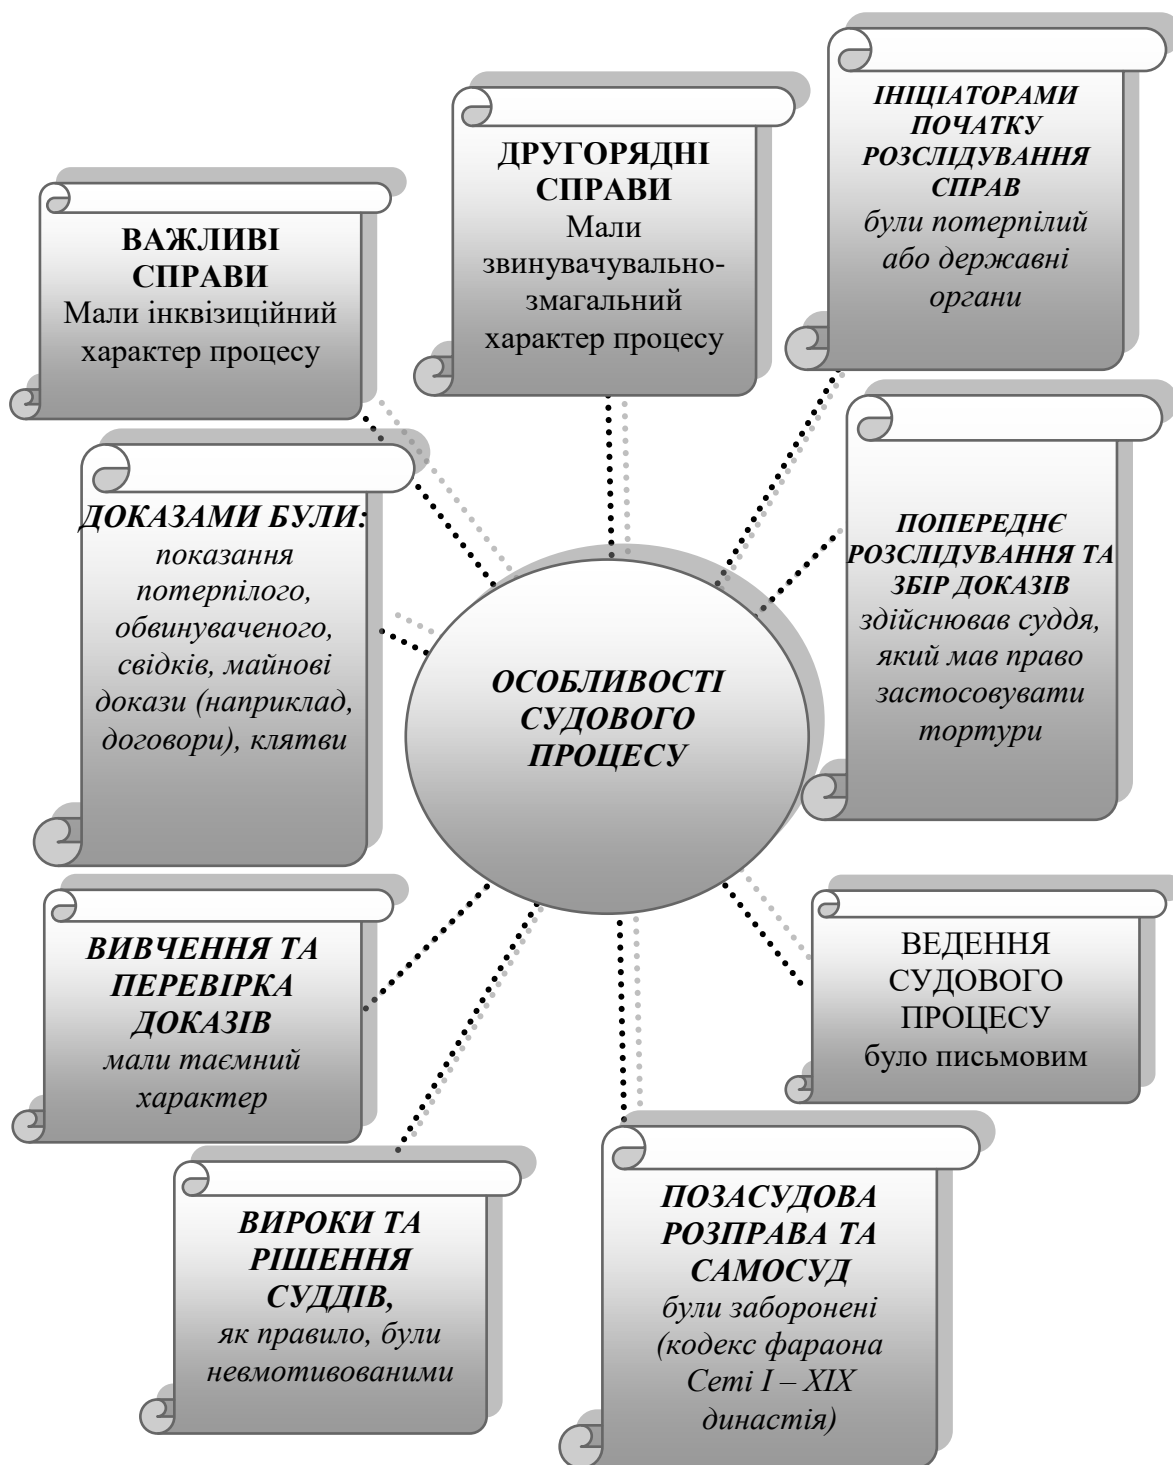 ВАЖЛИВІ
СПРАВИ
Мали інквізиційний
характер процесу
ДРУГОРЯДНІ
СПРАВИ
Мали
звинувачувально-
змагальний
характер процесу
ІНІЦІАТОРАМИ
ПОЧАТКУ
РОЗСЛІДУВАННЯ
СПРАВ
були потерпілий
або державні
органи
ДОКАЗАМИ БУЛИ:
показання
потерпілого,
обвинуваченого,
свідків, майнові
докази (наприклад,
договори), клятви
ОСОБЛИВОСТІ
СУДОВОГО
ПРОЦЕСУ
ПОПЕРЕДНЄ
РОЗСЛІДУВАННЯ ТА
ЗБІР ДОКАЗІВ
здійснював суддя,
який мав право
застосовувати
тортури
ВИВЧЕННЯ ТА
ПЕРЕВІРКА
ДОКАЗІВ
мали таємний
характер
ВЕДЕННЯ
СУДОВОГО
ПРОЦЕСУ
було письмовим
ВИРОКИ ТА
РІШЕННЯ
СУДДІВ,
як правило, були
невмотивованими
ПОЗАСУДОВА
РОЗПРАВА ТА
САМОСУД
були заборонені
(кодекс фараона
Сеті І – ХІХ
династія)